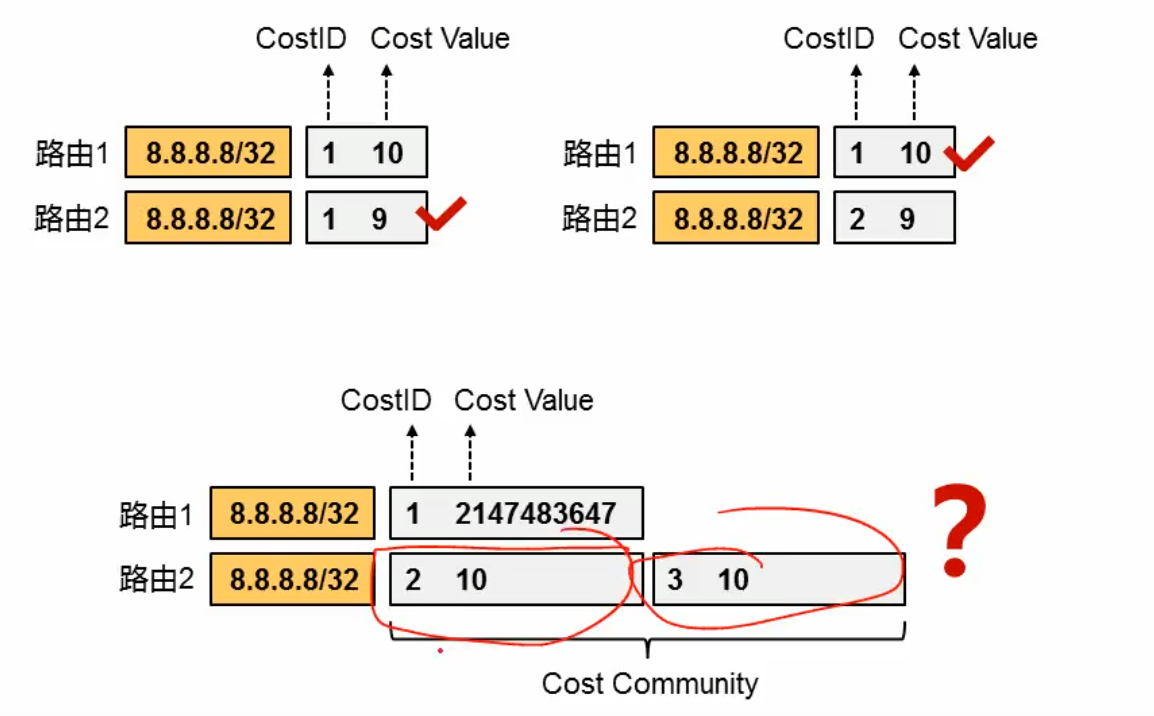 CostID Cost Value CostID Cost Value
路由1 8.8.8.8/32 1 10 路由1 8.8.8.8/32 1 10
路由2 8.8.8.8/32 1 9 路由2 8.8.8.8/32 2 9
CostID Cost Value
路由1 8.8.8.8/32 1 2147483647
?
路由2 8.8.8.8/32 2 10 3 10
Cost Community